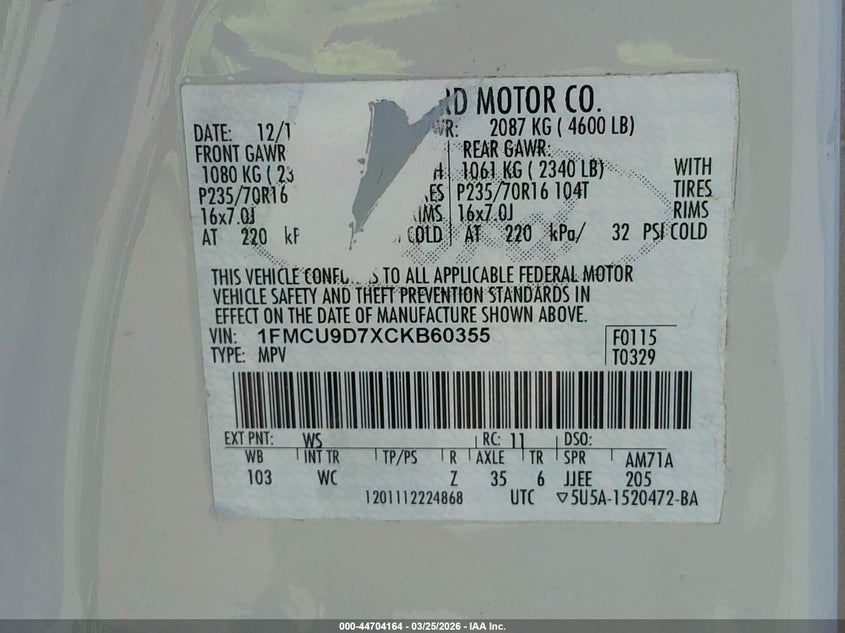 RD MOTOR CO.
DATE: 12/1 WR: 2087 KG ( 4600 LB)
FRONT GAWR REAR GAWR:
1080 KG ( 23 H 1061 KG ( 2340 LB) WITH
P235/70R16 ES P235/70R16 104T TIRES
16x7.0J IMS 16x7.0J RIMS
AT 220 kP COLD AT 220 kPa/ 32 PSI COLD
THIS VEHICLE CONFO S TO ALL APPLICABLE FEDERAL MOTOR
VEHICLE SAFETY AND THEFT PREVENTION STANDARDS IN
EFFECT ON THE DATE OF MANUFACTURE SHOWN ABOVE.
VIN: 1FMCU9D7XCKB60355 F0115
TYPE: MPV T0329
EXT PNT: WS RC: 11 DSO:
WB INT TR TP/PS R AXLE TR SPR AM71A
103 WC Z 35 6 JJEE 205
1201112224868 UTC ▽5U5A-1520472-BA
000-44704164 - 03/25/2026 - IAA Inc.